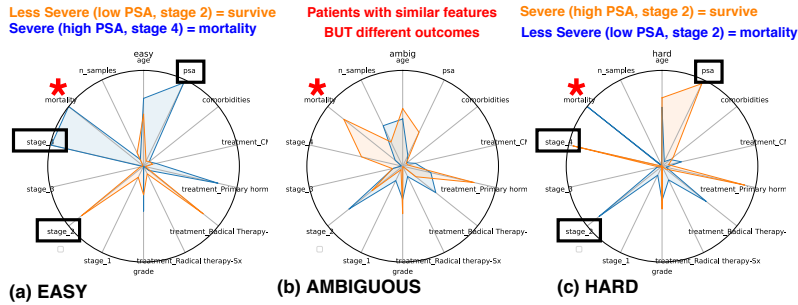 Less Severe (low PSA, stage 2) = survive
Severe (high PSA, stage 4) = mortality
easy
age
psa
comorbidities
treatment_CM
treatment_Primary horm
treatment_Radical Therapy-
treatment_Radical therapy-Sx
grade
stage_1
stage_2
stage_3
stage_
mortality
n_samples
*
(a) EASY
Patients with similar features
BUT different outcomes
ambig
age
psa
comorbidities
treatment_CM
treatment_Primary horm
treatment_Radical Therapy-
treatment_Radical therapy-Sx
grade
stage_1
stage_2
stage_3
stage_4
mortality
n_samples
*
(b) AMBIGUOUS
Severe (high PSA, stage 2) = survive
Less Severe (low PSA, stage 2) = mortality
hard
age
psa
comorbidities
treatment_CM
treatment_Primary horm
treatment_Radical Therapy-
treatment_Radical therapy-Sx
grade
stage_1
stage_2
stage_3
stage_4
mortality
n_samples
*
(c) HARD